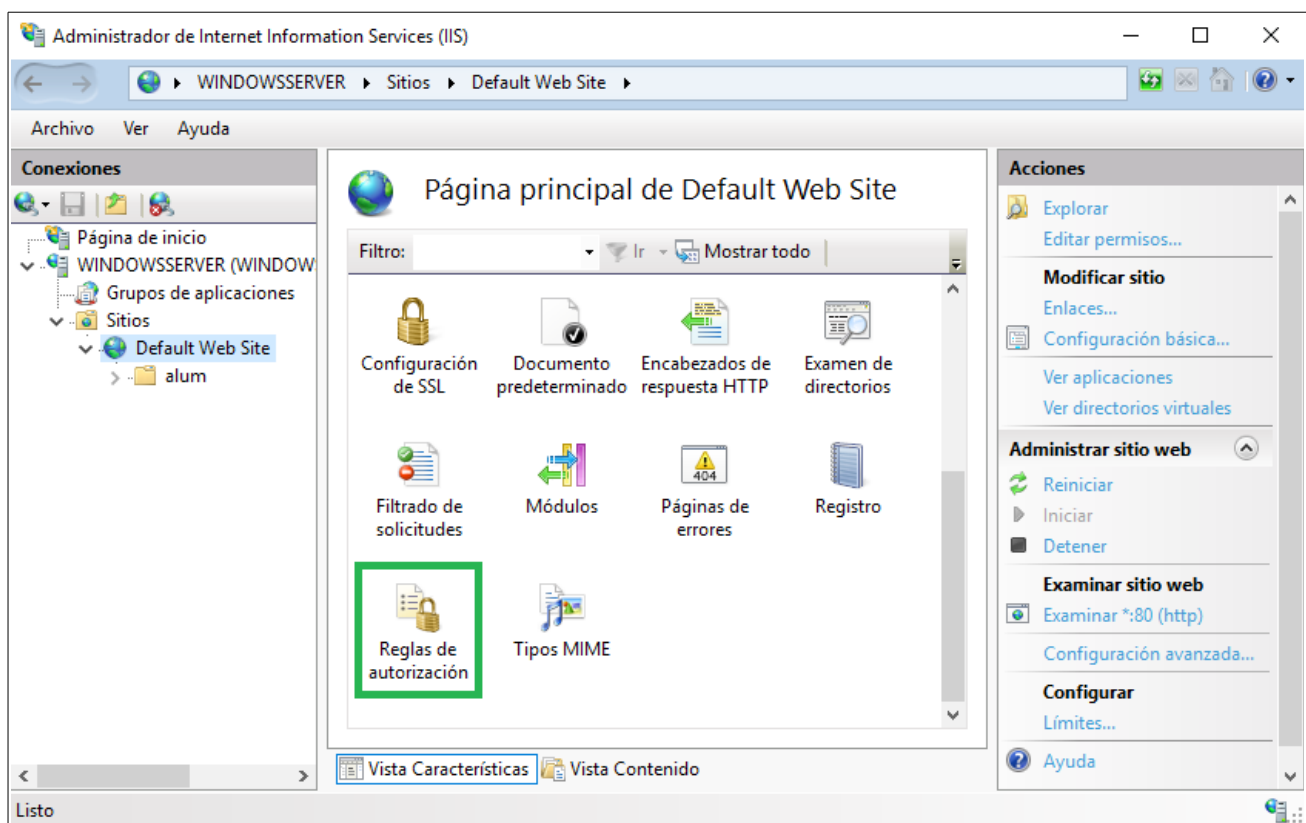 Administrador de Internet Information Services (IIS)
WINDOWSSERVER Sitios Default Web Site
Archivo Ver Ayuda
Conexiones
Página de inicio
WINDOWSSERVER (WINDOW
Grupos de aplicaciones
Sitios
Default Web Site
alum
Página principal de Default Web Site
Filtro: Ir Mostrar todo
Configuración de SSL
Documento predeterminado
Encabezados de respuesta HTTP
Examen de directorios
Filtrado de solicitudes
Módulos
404
Páginas de errores
Registro
Reglas de autorización
Tipos MIME
Vista Características Vista Contenido
Acciones
Explorar
Editar permisos...
Modificar sitio
Enlaces...
Configuración básica...
Ver aplicaciones
Ver directorios virtuales
Administrar sitio web
Reiniciar
Iniciar
Detener
Examinar sitio web
Examinar *:80 (http)
Configuración avanzada...
Configurar
Límites...
Ayuda
Listo